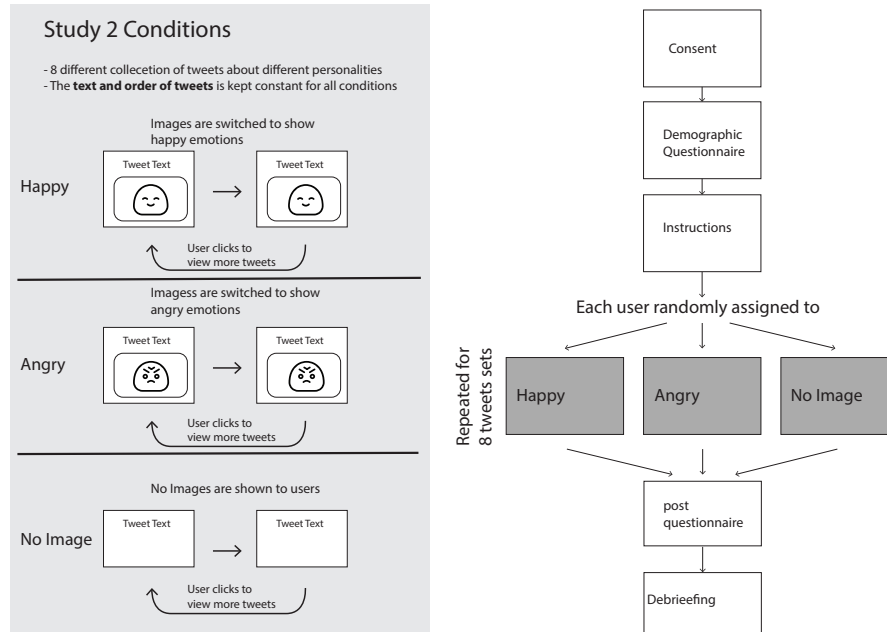 Study 2 Conditions
- 8 different collecetion of tweets about different personalities
- The text and order of tweets is kept constant for all conditions
Images are switched to show
happy emotions
Happy
Tweet Text
Tweet Text
User clicks to
view more tweets
Imagess are switched to show
angry emotions
Angry
Tweet Text
Tweet Text
User clicks to
view more tweets
No Images are shown to users
No Image
Tweet Text
Tweet Text
User clicks to
view more tweets
Consent
Demographic
Questionnaire
Instructions
Each user randomly assigned to
Repeated for
8 tweets sets
Happy
Angry
No Image
post
questionnaire
Debrieefing